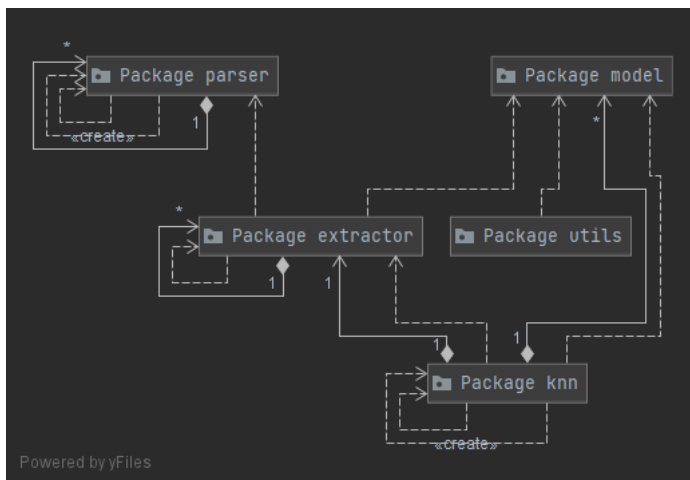 *
Package parser
Package model
1
«create»
*
*
Package extractor
Package utils
1
1
1
1
Package knn
«create»
Powered by yFiles